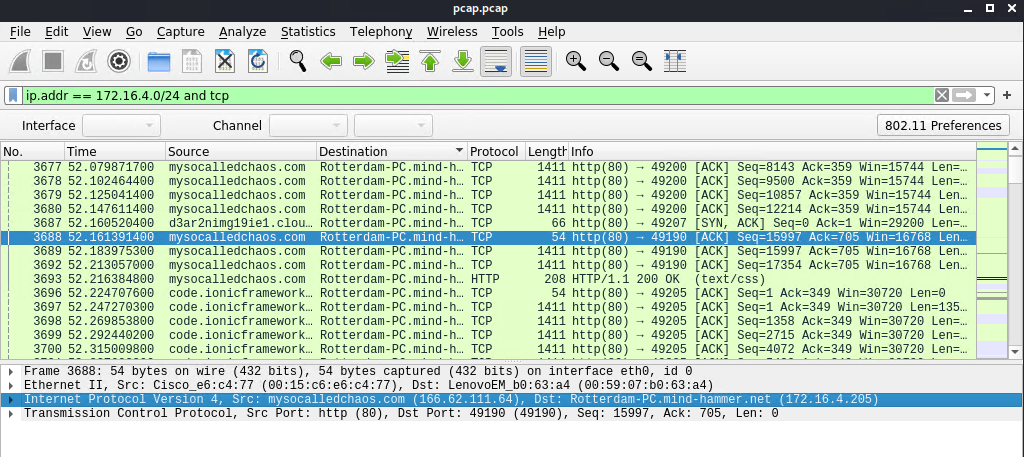 pcap.pcap
File Edit View Go Capture Analyze Statistics Telephony Wireless Tools Help
ip.addr == 172.16.4.0/24 and tcp
Interface Channel 802.11 Preferences
No. Time Source Destination Protocol Length Info
3677 52.079871700 mysocalledchaos.com Rotterdam-PC.mind-h… TCP 1411 http(80) → 49200 [ACK] Seq=8143 Ack=359 Win=15744 Len=…
3678 52.102464400 mysocalledchaos.com Rotterdam-PC.mind-h… TCP 1411 http(80) → 49200 [ACK] Seq=9500 Ack=359 Win=15744 Len=…
3679 52.125041400 mysocalledchaos.com Rotterdam-PC.mind-h… TCP 1411 http(80) → 49200 [ACK] Seq=10857 Ack=359 Win=15744 Len…
3680 52.147611400 mysocalledchaos.com Rotterdam-PC.mind-h… TCP 1411 http(80) → 49200 [ACK] Seq=12214 Ack=359 Win=15744 Len…
3687 52.160520400 d3ar2nimg19ie1.clou… Rotterdam-PC.mind-h… TCP 66 http(80) → 49207 [SYN, ACK] Seq=0 Ack=1 Win=29200 Len=…
3688 52.161391400 mysocalledchaos.com Rotterdam-PC.mind-h… TCP 54 http(80) → 49190 [ACK] Seq=15997 Ack=705 Win=16768 Len…
3689 52.183975300 mysocalledchaos.com Rotterdam-PC.mind-h… TCP 1411 http(80) → 49190 [ACK] Seq=15997 Ack=705 Win=16768 Len…
3692 52.213057000 mysocalledchaos.com Rotterdam-PC.mind-h… TCP 1411 http(80) → 49190 [ACK] Seq=17354 Ack=705 Win=16768 Len…
3693 52.216384800 mysocalledchaos.com Rotterdam-PC.mind-h… HTTP 208 HTTP/1.1 200 OK (text/css)
3696 52.224707600 code.ionicframework… Rotterdam-PC.mind-h… TCP 54 http(80) → 49205 [ACK] Seq=1 Ack=349 Win=30720 Len=0
3697 52.247281200 code.ionicframework… Rotterdam-PC.mind-h… TCP 1411 http(80) → 49205 [ACK] Seq=1 Ack=349 Win=30720 Len=135…
3698 52.269853800 code.ionicframework… Rotterdam-PC.mind-h… TCP 1411 http(80) → 49205 [ACK] Seq=1358 Ack=349 Win=30720 Len=…
3699 52.292440200 code.ionicframework… Rotterdam-PC.mind-h… TCP 1411 http(80) → 49205 [ACK] Seq=2715 Ack=349 Win=30720 Len=…
3700 52.315009800 code.ionicframework… Rotterdam-PC.mind-h… TCP 1411 http(80) → 49205 [ACK] Seq=4072 Ack=349 Win=30720 Len=…
Frame 3688: 54 bytes on wire (432 bits), 54 bytes captured (432 bits) on interface eth0, id 0
Ethernet II, Src: Cisco_e6:c4:77 (00:15:c6:e6:c4:77), Dst: LenovoEM_b0:63:a4 (00:59:07:b0:63:a4)
Internet Protocol Version 4, Src: mysocalledchaos.com (166.62.111.64), Dst: Rotterdam-PC.mind-hammer.net (172.16.4.205)
Transmission Control Protocol, Src Port: http (80), Dst Port: 49190 (49190), Seq: 15997, Ack: 705, Len: 0